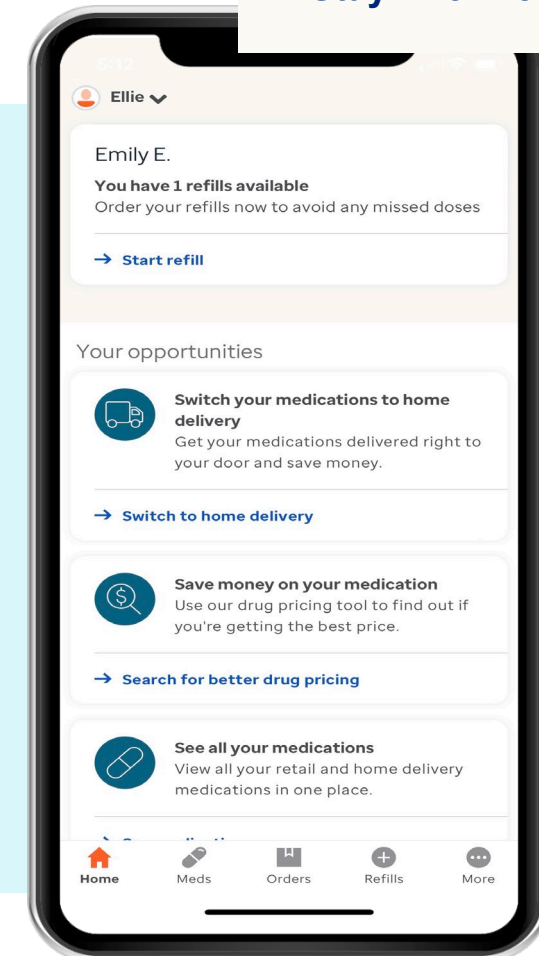 Ellie
Emily E.
You have 1 refills available
Order your refills now to avoid any missed doses
→ Start refill
Your opportunities
Switch your medications to home
delivery
Get your medications delivered right to
your door and save money.
→ Switch to home delivery
Save money on your medication
Use our drug pricing tool to find out if
you're getting the best price.
→ Search for better drug pricing
See all your medications
View all your retail and home delivery
medications in one place.
Home Meds Orders Refills More